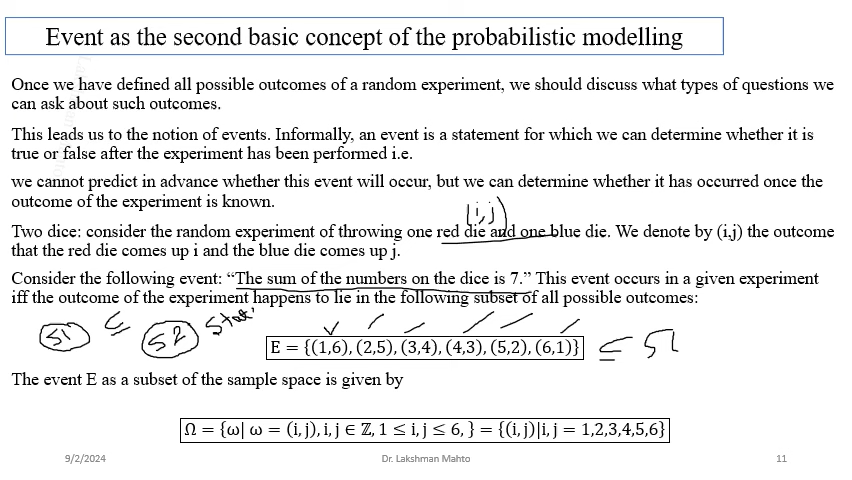 Event as the second basic concept of the probabilistic modelling
Once we have defined all possible outcomes of a random experiment, we should discuss what types of questions we
can ask about such outcomes.
This leads us to the notion of events. Informally, an event is a statement for which we can determine whether it is
true or false after the experiment has been performed i.e.
we cannot predict in advance whether this event will occur, but we can determine whether it has occurred once the
outcome of the experiment is known.
(i,j)
Two dice: consider the random experiment of throwing one red die and one blue die. We denote by (i,j) the outcome
that the red die comes up i and the blue die comes up j.
Consider the following event: “The sum of the numbers on the dice is 7.” This event occurs in a given experiment
iff the outcome of the experiment happens to lie in the following subset of all possible outcomes:
S1 ⊆ S2
E = {(1,6), (2,5), (3,4), (4,3), (5,2), (6,1)} ⊆
The event E as a subset of the sample space is given by
Ω = {ω| ω = (i, j), i, j ∈ ℤ, 1 ≤ i, j ≤ 6, } = {(i, j)|i, j = 1,2,3,4,5,6}
9/2/2024 Dr. Lakshman Mahto 11